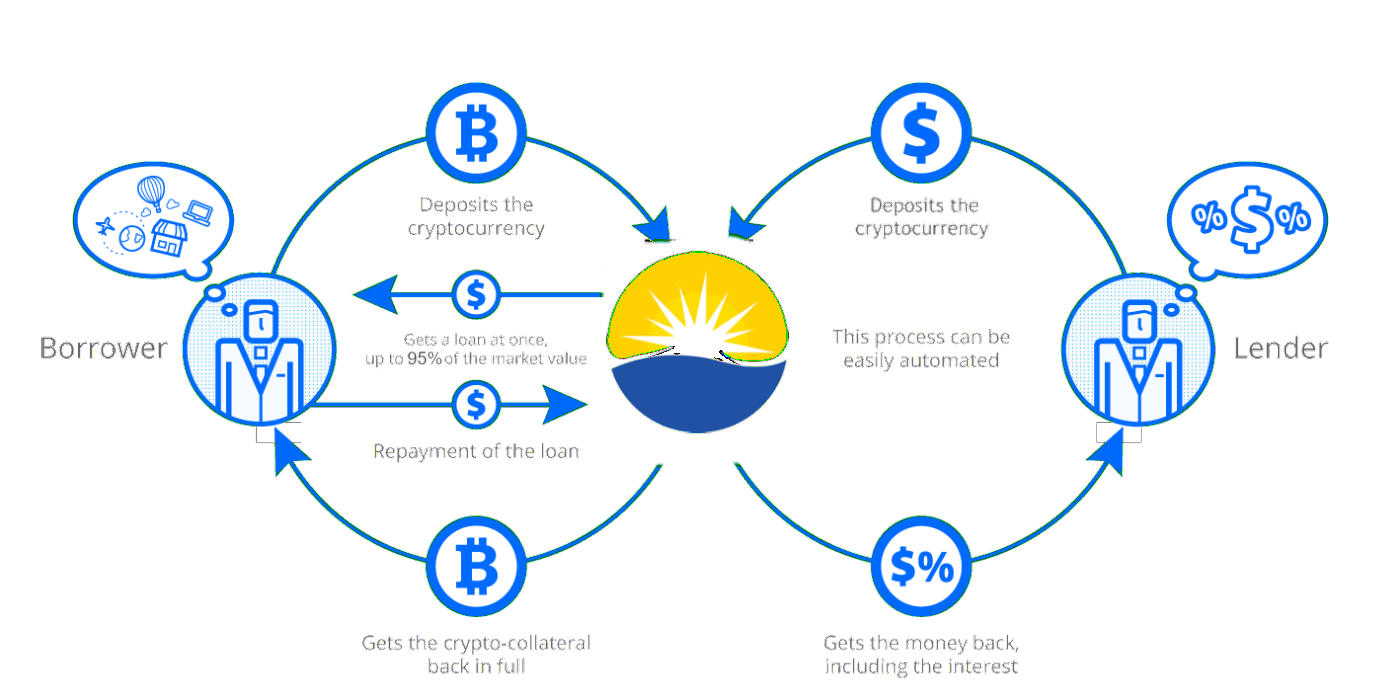 Deposits the
cryptocurrency
Deposits the
cryptocurrency
Borrower
Gets a loan at once,
up to 95% of the market value
Repayment of the loan
This process can be
easily automated
Lender
Gets the crypto-collateral
back in full
Gets the money back,
including the interest
$
% $ %
$
$
$%